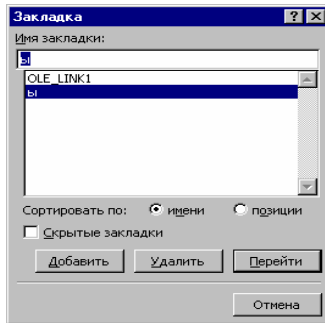 Закладка
Имя закладки:
ы
OLE_LINK1
ы
Сортировать по: имени позиции
Скрытые закладки
Добавить Удалить Перейти
Отмена